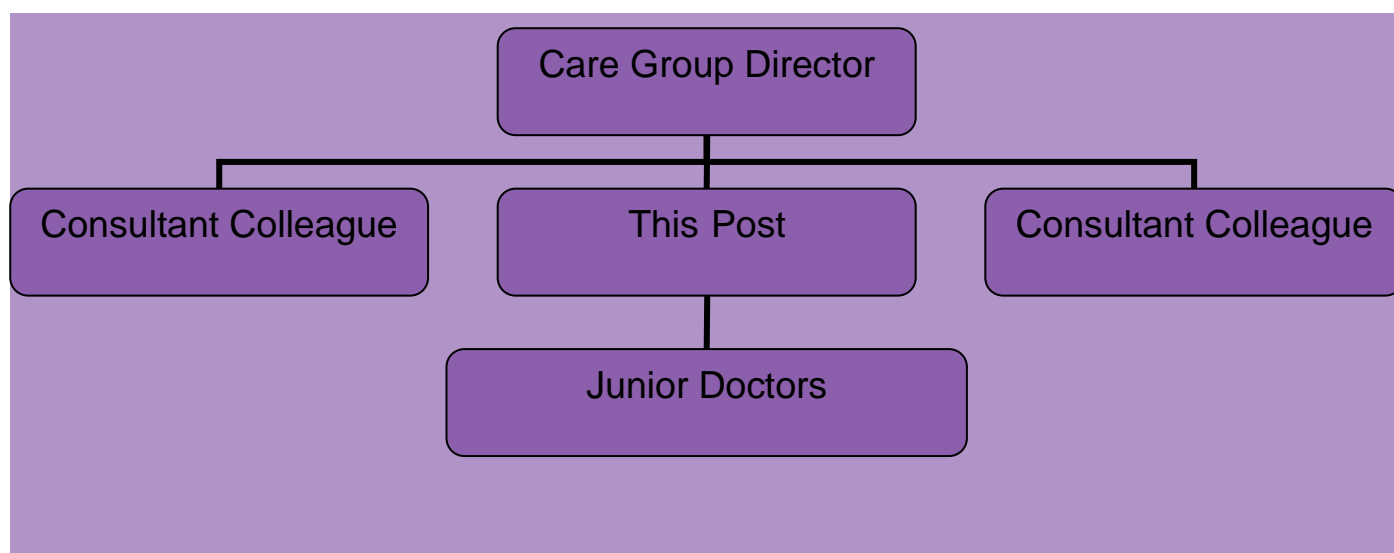 Care Group Director
Consultant Colleague
This Post
Consultant Colleague
Junior Doctors